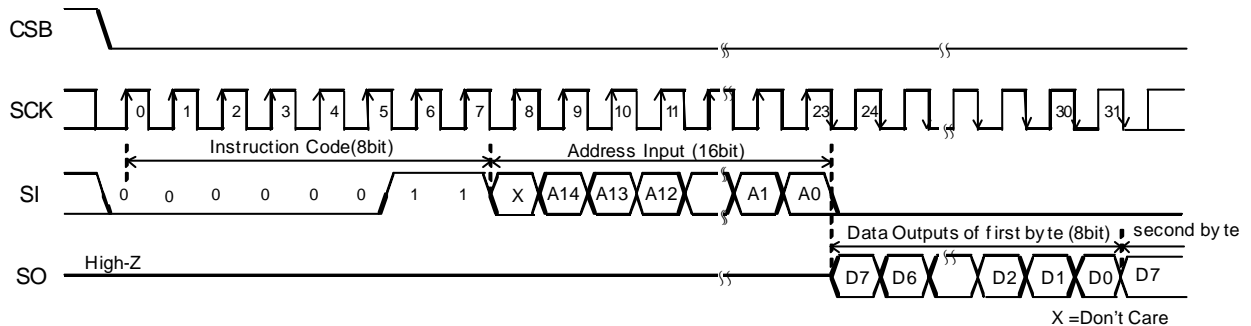 CSB
SCK 0 1 2 3 4 5 6 7 8 9 10 11 23 24 30 31
Instruction Code(8bit) Address Input (16bit)
SI 0 0 0 0 0 0 1 1 X A14 A13 A12 A1 A0
Data Outputs of first byte (8bit) second byte
SO High-Z D7 D6 D2 D1 D0 D7
X =Don't Care